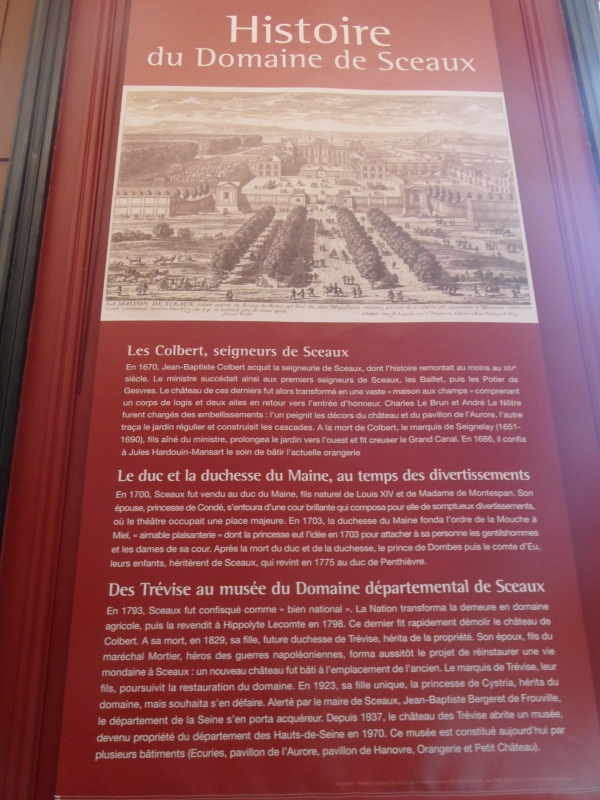 Histoire
du Domaine de Sceaux
LA MAISON DE SCEAUX
Les Colbert, seigneurs de Sceaux
En 1670, Jean-Baptiste Colbert acquit la seigneurie de Sceaux, dont l'histoire remontait au moins au XIVe
siècle. Le ministre succèdait ainsi aux premiers seigneurs de Sceaux, les Baillet, puis les Potier de
Gesvres. Le château de ces derniers fut alors transformé en une vaste « maison aux champs » comprenant
un corps de logis et deux ailes en retour vers l'entrée d'honneur. Charles Le Brun et André Le Nôtre
furent chargés des embellissements : l'un peignit les décors du château et du pavillon de l'Aurore, l'autre
traça le jardin régulier et construisit les cascades. A la mort de Colbert, le marquis de Seignelay (1651-
1690), fils aîné du ministre, prolongea le jardin vers l'ouest et fit creuser le Grand Canal. En 1686, il confia
à Jules Hardouin-Mansart le soin de bâtir l'actuelle orangerie
Le duc et la duchesse du Maine, au temps des divertissements
En 1700, Sceaux fut vendu au duc du Maine, fils naturel de Louis XIV et de Madame de Montespan. Son
épouse, princesse de Condé, s'entoura d'une cour brillante qui composa pour elle de somptueux divertissements,
où le théâtre occupait une place majeure. En 1703, la duchesse du Maine fonda l'ordre de la Mouche à
Miel, « aimable plaisanterie » dont la princesse eut l'idée en 1703 pour attacher à sa personne les gentilshommes
et les dames de sa cour. Après la mort du duc et de la duchesse, le prince de Dombes puis le comte d'Eu,
leurs enfants, héritèrent de Sceaux, qui revint en 1775 au duc de Penthièvre.
Des Trévise au musée du Domaine départemental de Sceaux
En 1793, Sceaux fut confisqué comme « bien national ». La Nation transforma la demeure en domaine
agricole, puis la revendit à Hippolyte Lecomte en 1798. Ce dernier fit rapidement démolir le château de
Colbert. A sa mort, en 1829, sa fille, future duchesse de Trévise, hérita de la propriété. Son époux, fils du
maréchal Mortier, héros des guerres napoléoniennes, forma aussitôt le projet de réinstaurer une vie
mondaine à Sceaux : un nouveau château fut bâti à l'emplacement de l'ancien. Le marquis de Trévise, leur
fils, poursuivit la restauration du domaine. En 1923, sa fille unique, la princesse de Cystria, hérita du
domaine, mais souhaita s'en défaire. Alerté par le maire de Sceaux, Jean-Baptiste Bergeret de Frouville,
le département de la Seine s'en porta acquéreur. Depuis 1937, le château des Trévise abrite un musée,
devenu propriété du département des Hauts-de-Seine en 1970. Ce musée est constitué aujourd'hui par
plusieurs bâtiments (Ecuries, pavillon de l'Aurore, pavillon de Hanovre, Orangerie et Petit Château).